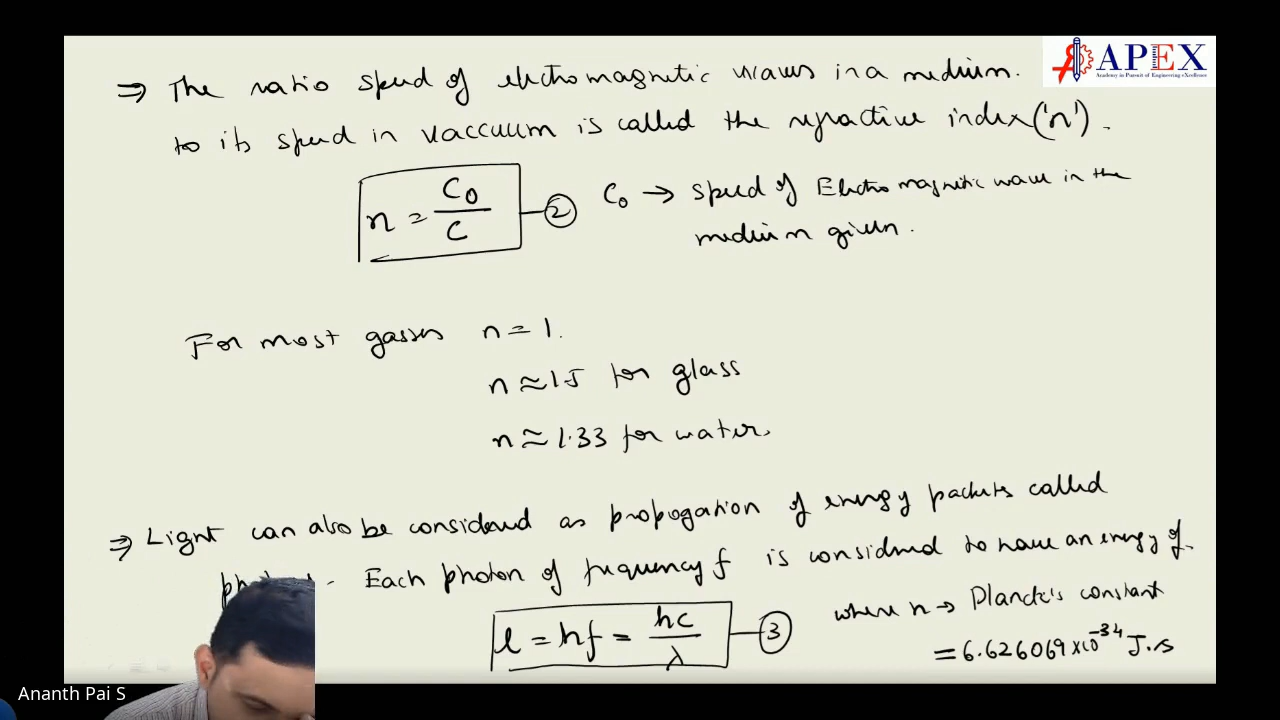 APEX
Academy in Pursuit of Engineering eXcellence
⇒ The ratio speed of electromagnetic waves in a medium.
to its speed in vaccuum is called the refractive index ('n').
n = C₀/C —② C₀ → Speed of Electro magnetic wave in the
medium given.
For most gasses n = 1.
n ≈ 1.5 for glass
n ≈ 1.33 for water,
⇒ Light can also be considered as propogation of energy packets called
Each photon of frequency f is considered to have an energy of.
e = hf = hc/λ —③ where h → Planck's constant
= 6.626069 × 10⁻³⁴ J.s
Ananth Pai S